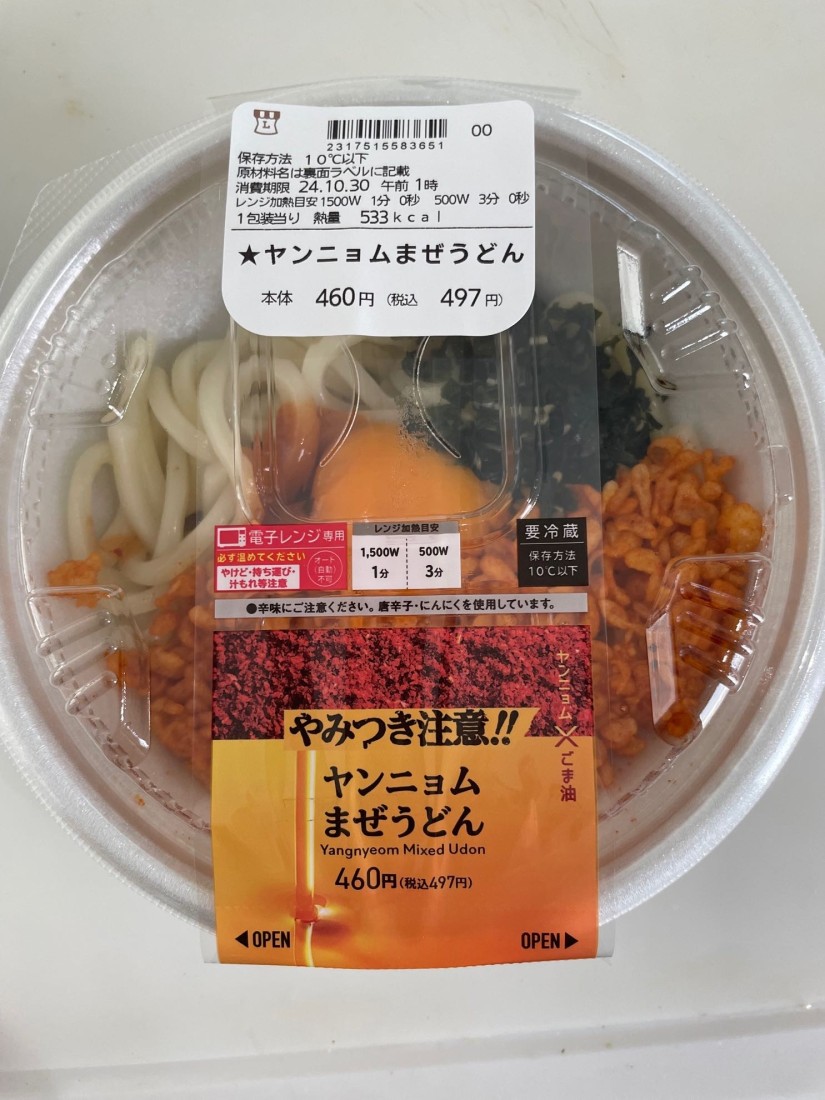 L
00
2317515583651
保存方法 10℃以下
原材料名は裏面ラベルに記載
消費期限 24.10.30 午前 1時
レンジ加熱目安1500W 1分 0秒 500W 3分 0秒
1包装当り 熱量 533kcal
★ヤンニョムまぜうどん
本体 460円 (税込 497円)
電子レンジ専用
必ず温めてください
やけど・持ち運び・
汁もれ等注意
オート
(自動)
不可
レンジ加熱目安
1,500W 500W
1分 3分
要冷蔵
保存方法
10℃以下
●辛味にご注意ください。唐辛子・にんにくを使用しています。
ヤンニョム×ごま油
やみつき注意!!
ヤンニョム
まぜうどん
Yangnyeom Mixed Udon
460円(税込497円)
◀OPEN OPEN▶